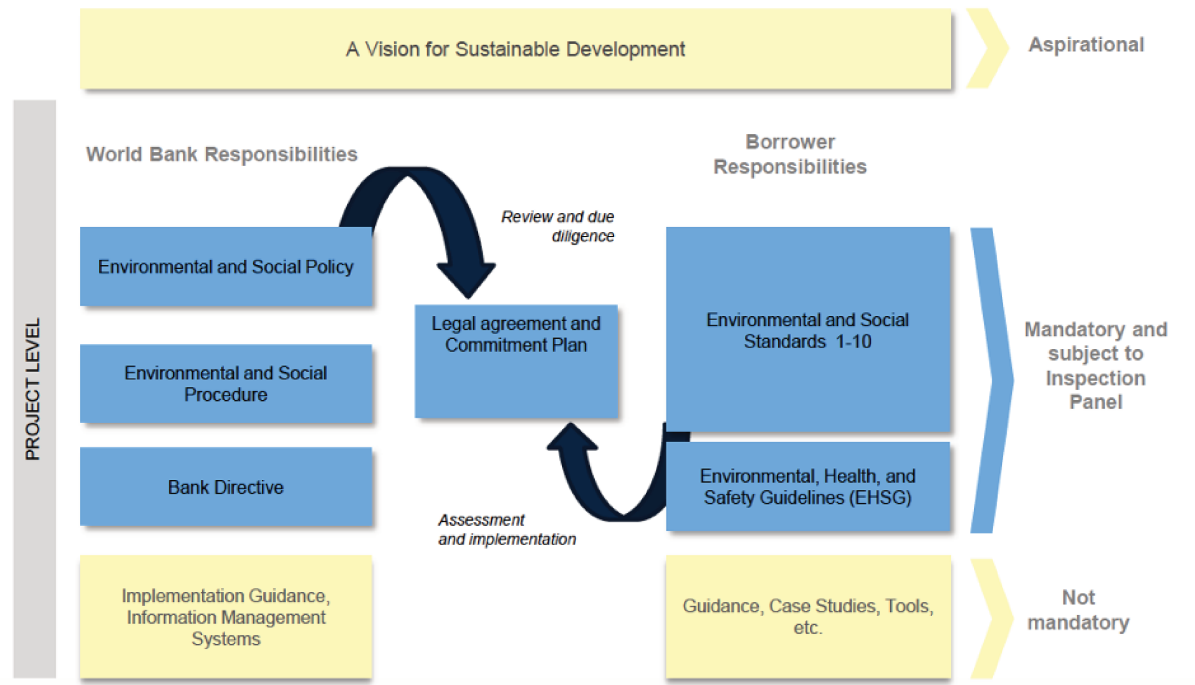 A Vision for Sustainable Development
Aspirational
PROJECT LEVEL
World Bank Responsibilities
Borrower
Responsibilities
Review and due
diligence
Environmental and Social Policy
Legal agreement and
Commitment Plan
Environmental and Social
Standards 1-10
Mandatory and
subject to
Inspection
Panel
Environmental and Social
Procedure
Bank Directive
Environmental, Health, and
Safety Guidelines (EHSG)
Assessment
and implementation
Implementation Guidance,
Information Management
Systems
Guidance, Case Studies, Tools,
etc.
Not
mandatory